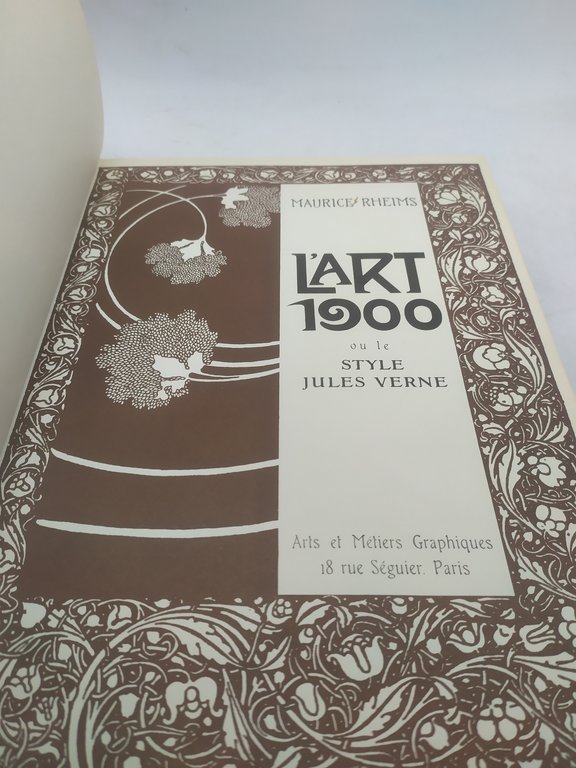 MAURICE RHEIMS
L'ART
1900
ou le
STYLE
JULES VERNE
Arts et Métiers Graphiques
18 rue Séguier. Paris